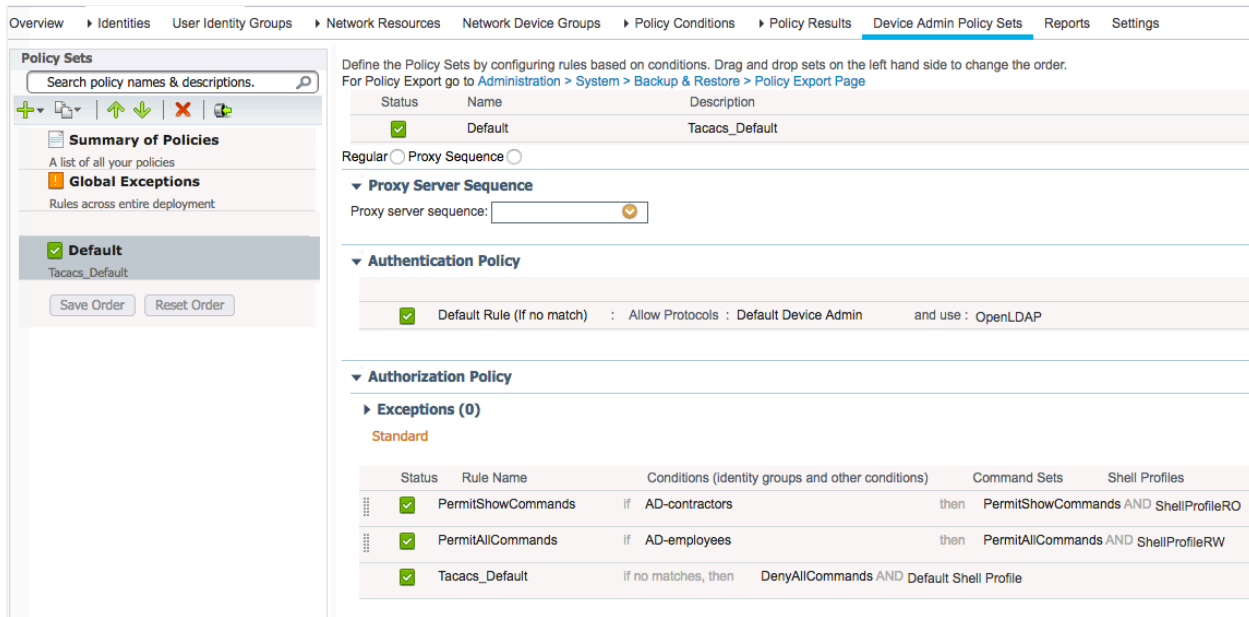 Overview Identities User Identity Groups Network Resources Network Device Groups Policy Conditions Policy Results Device Admin Policy Sets Reports Settings
Policy Sets
Search policy names & descriptions.
Summary of Policies
A list of all your policies
Global Exceptions
Rules across entire deployment
Default
Tacacs_Default
Save Order Reset Order
Define the Policy Sets by configuring rules based on conditions. Drag and drop sets on the left hand side to change the order.
For Policy Export go to Administration > System > Backup & Restore > Policy Export Page
Status Name Description
Default Tacacs_Default
Regular Proxy Sequence
Proxy Server Sequence
Proxy server sequence:
Authentication Policy
Default Rule (If no match) : Allow Protocols : Default Device Admin and use : OpenLDAP
Authorization Policy
Exceptions (0)
Standard
Status Rule Name Conditions (identity groups and other conditions) Command Sets Shell Profiles
PermitShowCommands if AD-contractors then PermitShowCommands AND ShellProfileRO
PermitAllCommands if AD-employees then PermitAllCommands AND ShellProfileRW
Tacacs_Default if no matches, then DenyAllCommands AND Default Shell Profile